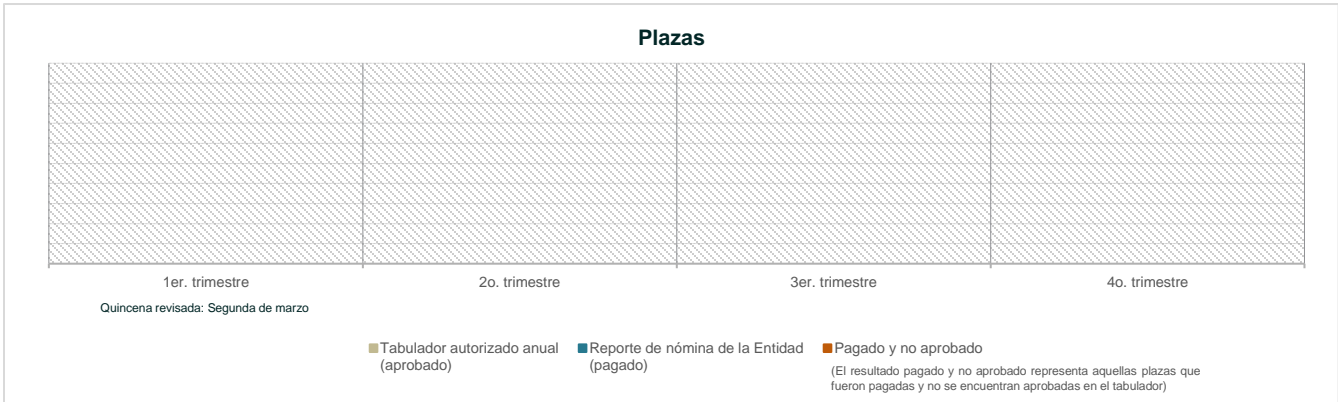 Plazas
1er. trimestre
2o. trimestre
3er. trimestre
4o. trimestre
Quincena revisada: Segunda de marzo
Tabulador autorizado anual
(aprobado)
Reporte de nómina de la Entidad
(pagado)
Pagado y no aprobado
(El resultado pagado y no aprobado representa aquellas plazas que
fueron pagadas y no se encuentran aprobadas en el tabulador)